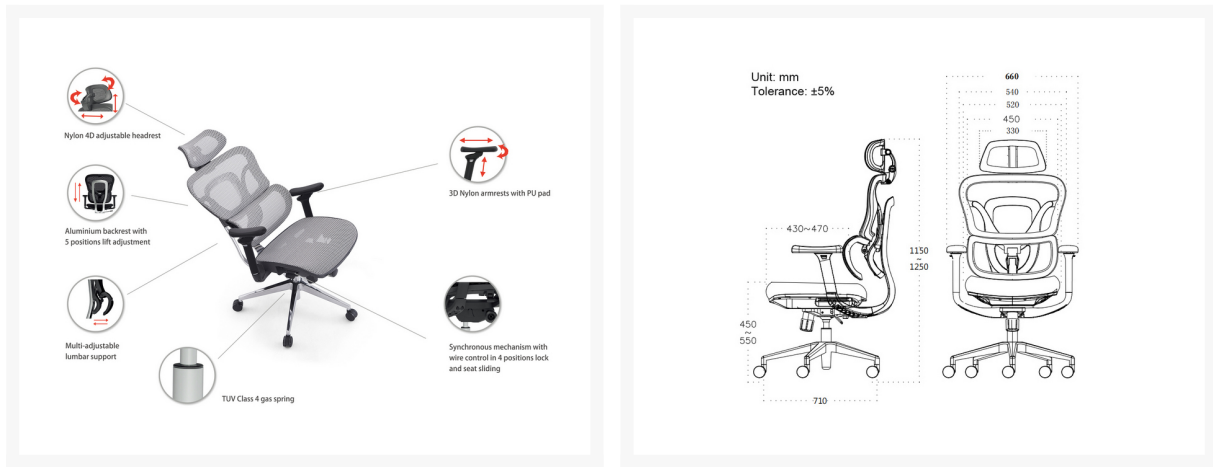 Nylon 4D adjustable headrest
Aluminium backrest with
5 positions lift adjustment
Multi-adjustable
lumbar support
TUV Class 4 gas spring
3D Nylon armrests with PU pad
Synchronous mechanism with
wire control in 4 positions lock
and seat sliding
Unit: mm
Tolerance: ±5%
660
540
520
450
330
430~470
1150
~
1250
450
~
550
710